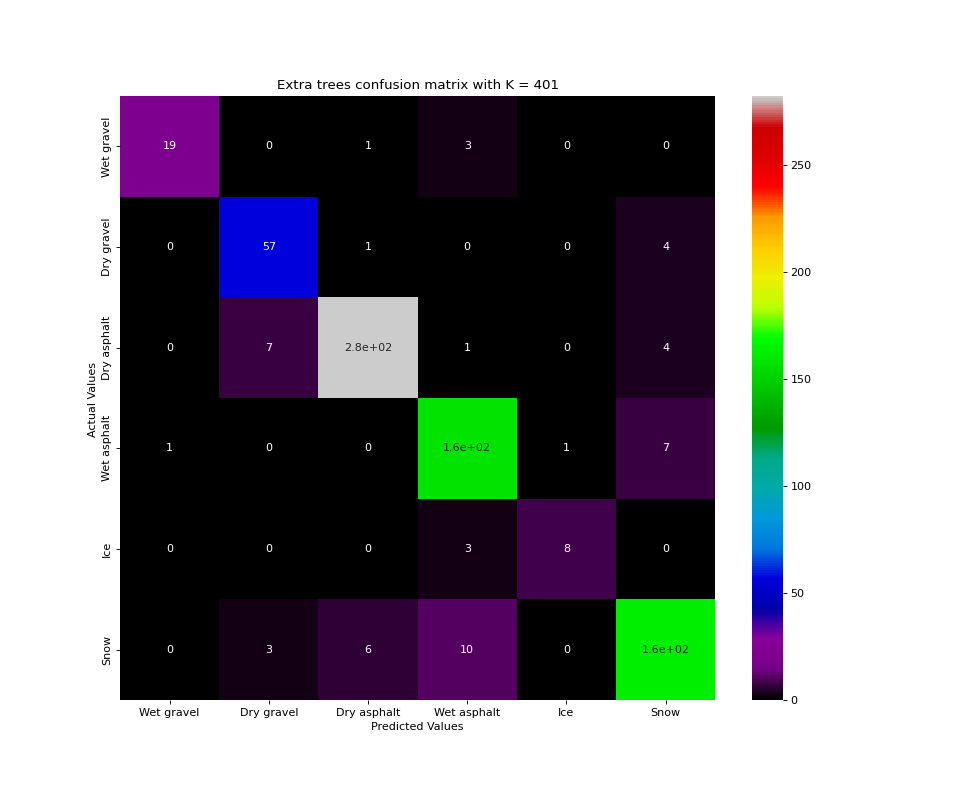 Extra trees confusion matrix with K = 401
Wet gravel 19 0 1 3 0 0
Dry gravel 0 57 1 0 0 4
Dry asphalt 0 7 2.8e+02 1 0 4
Wet asphalt 1 0 0 1.6e+02 1 7
Ice 0 0 0 3 8 0
Snow 0 3 6 10 0 1.6e+02
Actual Values
Wet gravel Dry gravel Dry asphalt Wet asphalt Ice Snow
Predicted Values
250
200
150
100
50
0